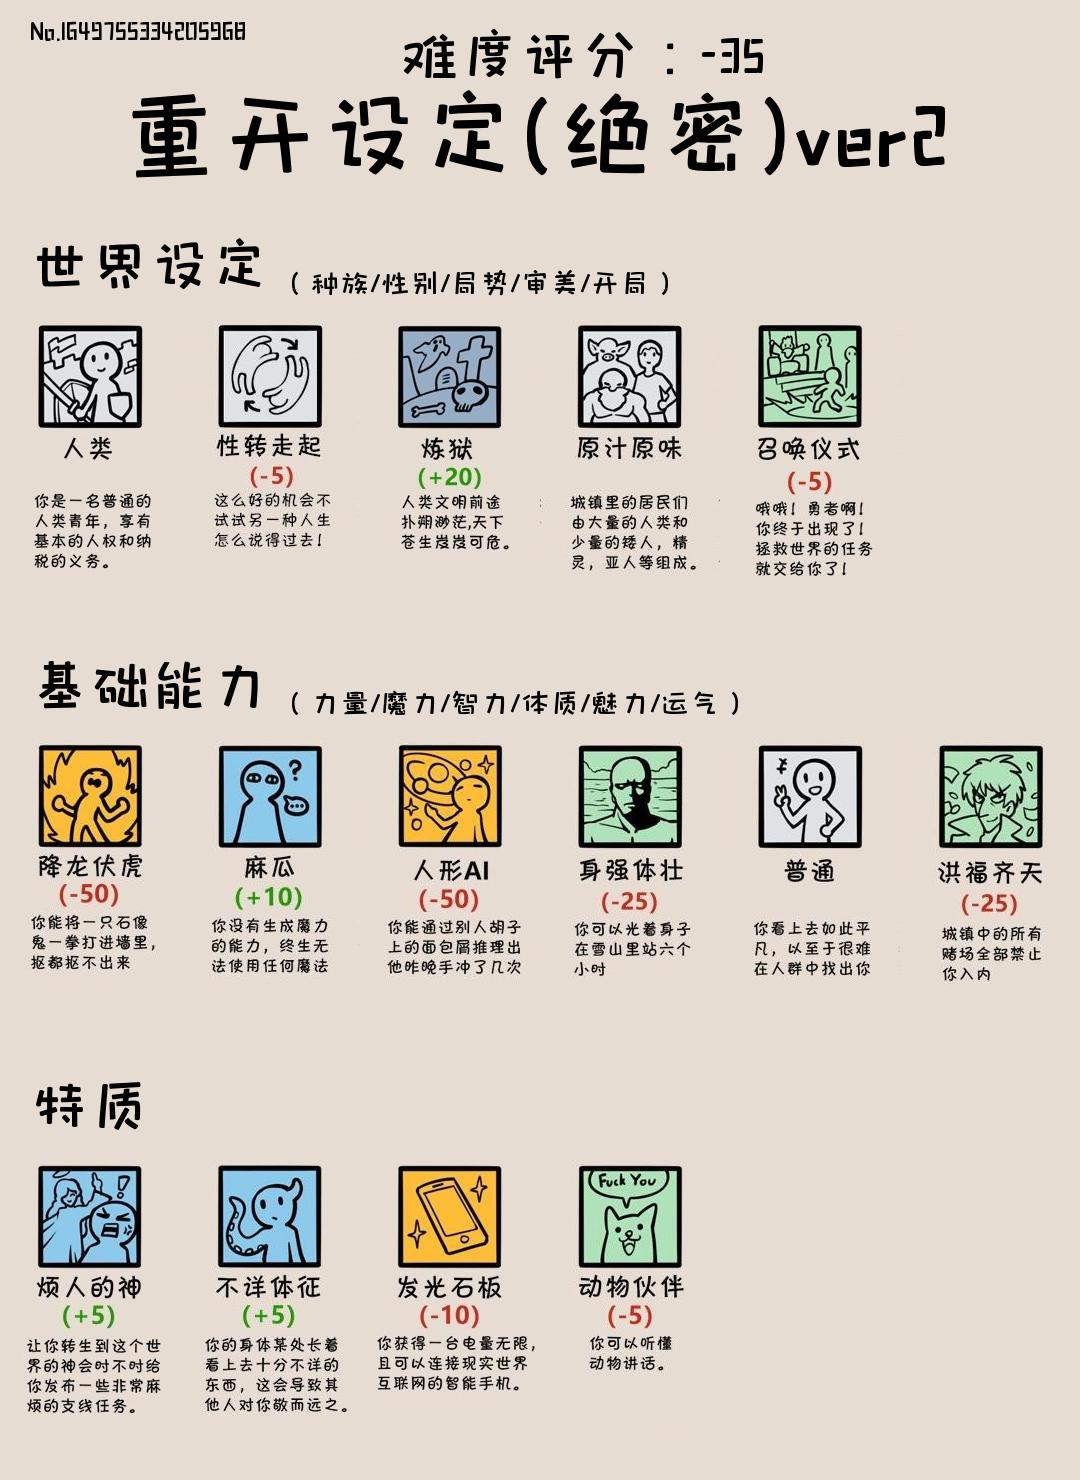 No.1649755334205968
难度评分：-35
重开设定(绝密)ver2
世界设定 （种族/性别/局势/审美/开局）
人类
你是一名普通的
人类青年，享有
基本的人权和纳
税的义务。
性转走起
(-5)
这么好的机会不
试试另一种人生
怎么说得过去！
炼狱
(+20)
人类文明前途
扑朔渺茫,天下
苍生岌岌可危。
原汁原味
城镇里的居民们
由大量的人类和
少量的矮人，精
灵，亚人等组成。
召唤仪式
(-5)
哦哦！勇者啊！
你终于出现了！
拯救世界的任务
就交给你了！
基础能力 （力量/魔力/智力/体质/魅力/运气）
降龙伏虎
(-50)
你能将一只石像
鬼一拳打进墙里，
抠都抠不出来
?
麻瓜
(+10)
你没有生成魔力
的能力，终生无
法使用任何魔法
人形AI
(-50)
你能通过别人胡子
上的面包屑推理出
他昨晚手冲了几次
身强体壮
(-25)
你可以光着身子
在雪山里站六个
小时
普通
你看上去如此平
凡，以至于很难
在人群中找出你
洪福齐天
(-25)
城镇中的所有
赌场全部禁止
你入内
特质
!
烦人的神
(+5)
让你转生到这个世
界的神会时不时给
你发布一些非常麻
烦的支线任务。
不详体征
(+5)
你的身体某处长着
看上去十分不详的
东西，这会导致其
他人对你敬而远之。
发光石板
(-10)
你获得一台电量无限，
且可以连接现实世界
互联网的智能手机。
Fuck You
动物伙伴
(-5)
你可以听懂
动物讲话。